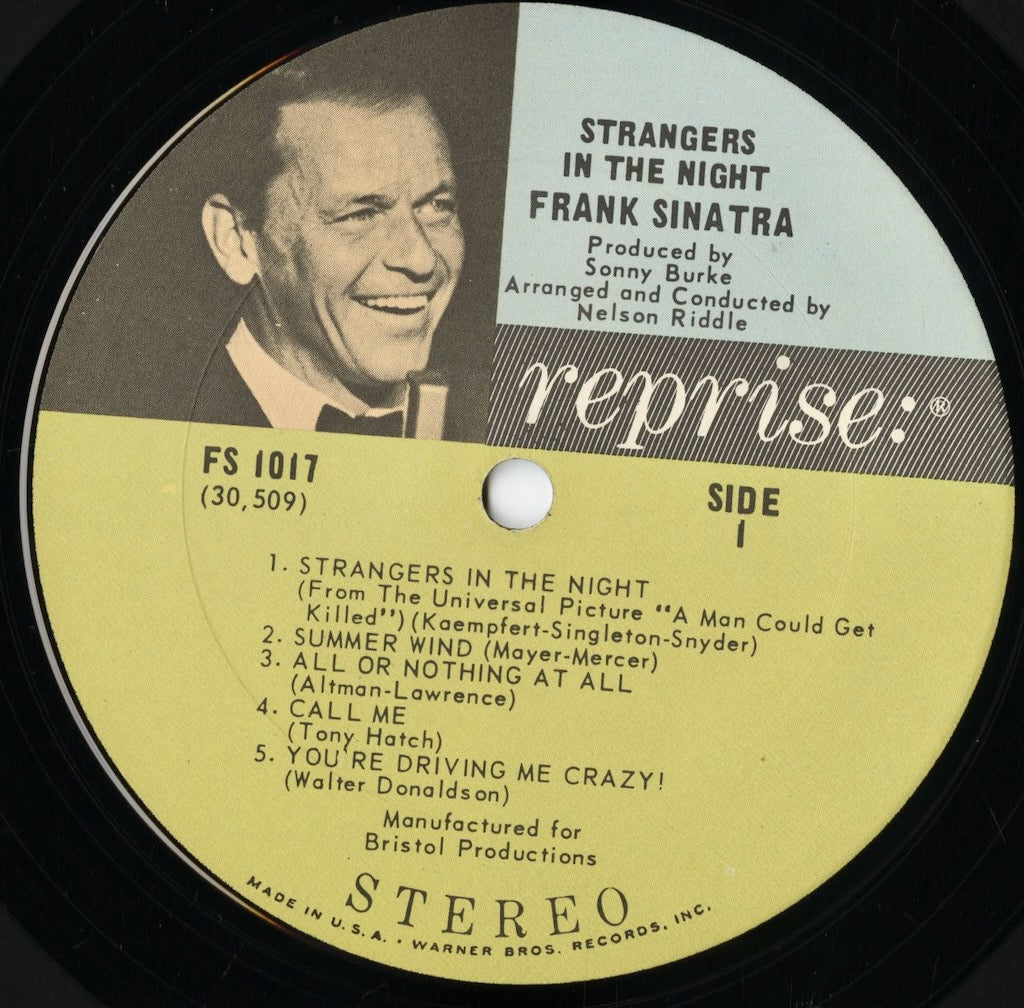 STRANGERS
IN THE NIGHT
FRANK SINATRA
Produced by
Sonny Burke
Arranged and Conducted by
Nelson Riddle
reprise:®
FS 1017
(30,509)
SIDE
1
1. STRANGERS IN THE NIGHT
(From The Universal Picture "A Man Could Get
Killed") (Kaempfert-Singleton-Snyder)
2. SUMMER WIND (Mayer-Mercer)
3. ALL OR NOTHING AT ALL
(Altman-Lawrence)
4. CALL ME
(Tony Hatch)
5. YOU'RE DRIVING ME CRAZY!
(Walter Donaldson)
Manufactured for
Bristol Productions
STEREO
MADE IN U.S.A. · WARNER BROS. RECORDS, INC.